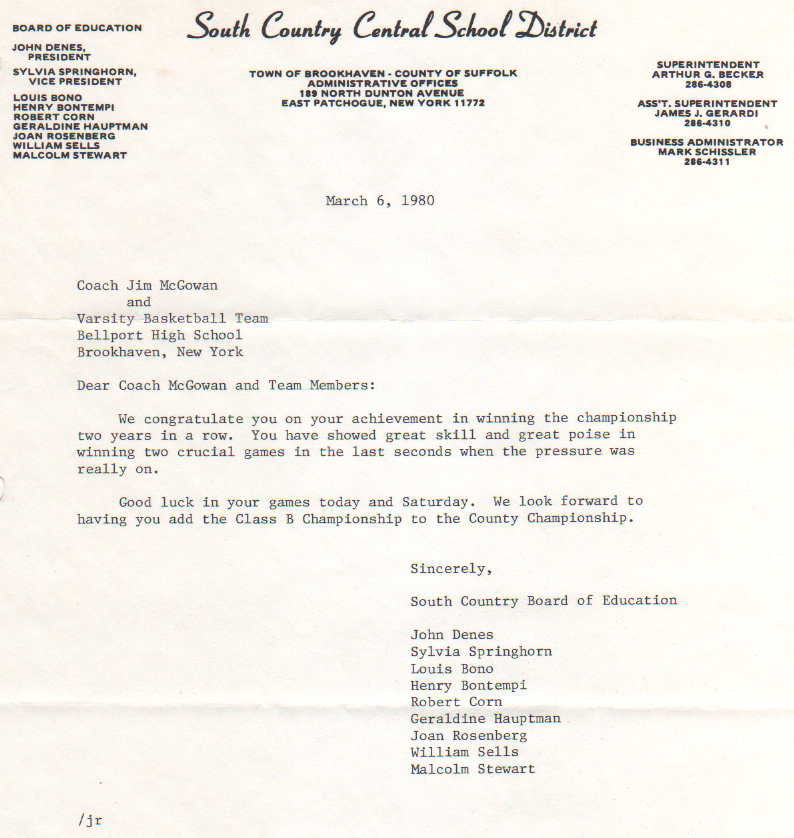 South Country Central School District
BOARD OF EDUCATION
JOHN DENES,
PRESIDENT
SYLVIA SPRINGHORN,
VICE PRESIDENT
LOUIS BONO
HENRY BONTEMPI
ROBERT CORN
GERALDINE HAUPTMAN
JOAN ROSENBERG
WILLIAM SELLS
MALCOLM STEWART
TOWN OF BROOKHAVEN - COUNTY OF SUFFOLK
ADMINISTRATIVE OFFICES
189 NORTH DUNTON AVENUE
EAST PATCHOGUE, NEW YORK 11772
SUPERINTENDENT
ARTHUR G. BECKER
286-4308
ASS'T. SUPERINTENDENT
JAMES J. GERARDI
286-4310
BUSINESS ADMINISTRATOR
MARK SCHISSLER
286-4311
March 6, 1980
Coach Jim McGowan
and
Varsity Basketball Team
Bellport High School
Brookhaven, New York
Dear Coach McGowan and Team Members:
We congratulate you on your achievement in winning the championship
two years in a row. You have showed great skill and great poise in
winning two crucial games in the last seconds when the pressure was
really on.
Good luck in your games today and Saturday. We look forward to
having you add the Class B Championship to the County Championship.
Sincerely,
South Country Board of Education
John Denes
Sylvia Springhorn
Louis Bono
Henry Bontempi
Robert Corn
Geraldine Hauptman
Joan Rosenberg
William Sells
Malcolm Stewart
/jr